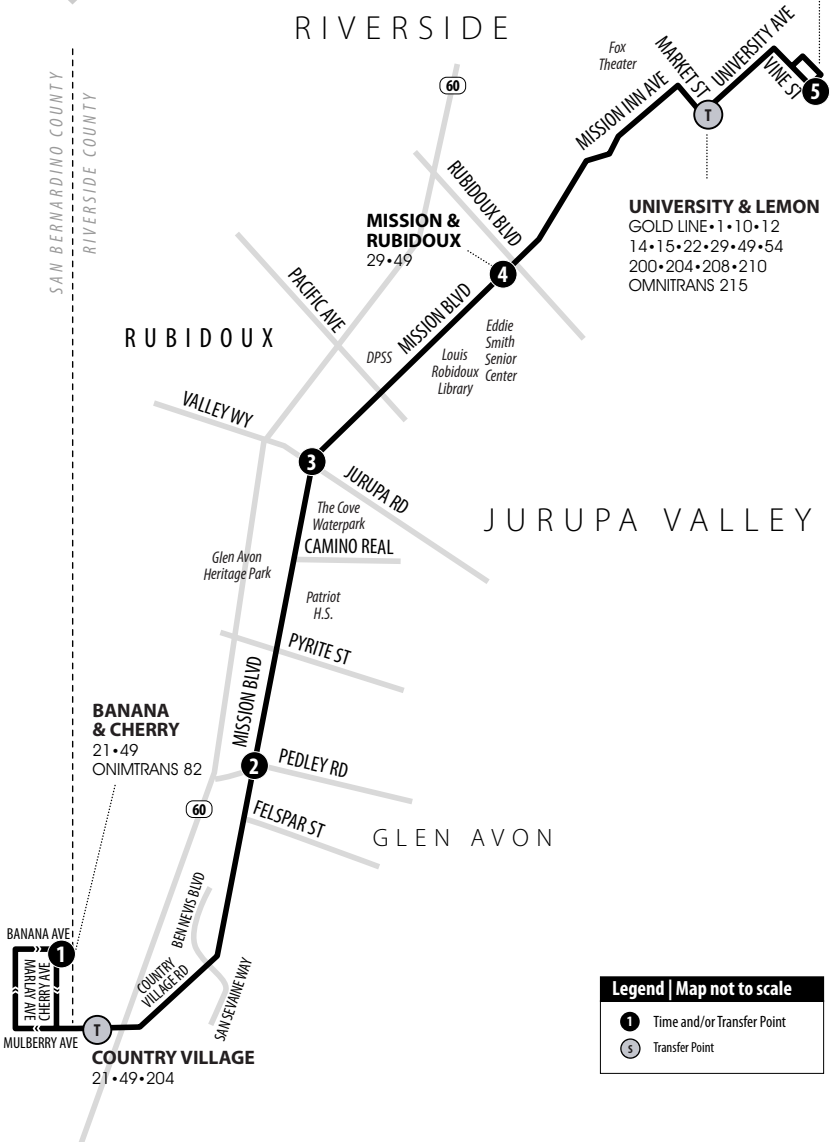 RIVERSIDE
SAN BERNARDINO COUNTY
RIVERSIDE COUNTY
60
Fox
Theater
MARKET ST
UNIVERSITY AVE
VINE ST
5
T
MISSION INN AVE
RUBIDOUX BLVD
UNIVERSITY & LEMON
GOLD LINE•1•10•12
14•15•22•29•49•54
200•204•208•210
OMNITRANS 215
MISSION &
RUBIDOUX
29•49
4
PACIFIC AVE
MISSION BLVD
RUBIDOUX
DPSS
Louis
Robidoux
Library
Eddie
Smith
Senior
Center
VALLEY WY
3
JURUPA RD
The Cove
Waterpark
JURUPA VALLEY
CAMINO REAL
Glen Avon
Heritage Park
Patriot
H.S.
PYRITE ST
MISSION BLVD
BANANA
& CHERRY
21•49
ONIMTRANS 82
2
PEDLEY RD
60
FELSPAR ST
GLEN AVON
BEN NEVIS BLVD
BANANA AVE
1
MARLAY AVE
CHERRY AVE
COUNTRY
VILLAGE RD
SAN SEVAINE WAY
MULBERRY AVE
T
COUNTRY VILLAGE
21•49•204
Legend | Map not to scale
1 Time and/or Transfer Point
S Transfer Point